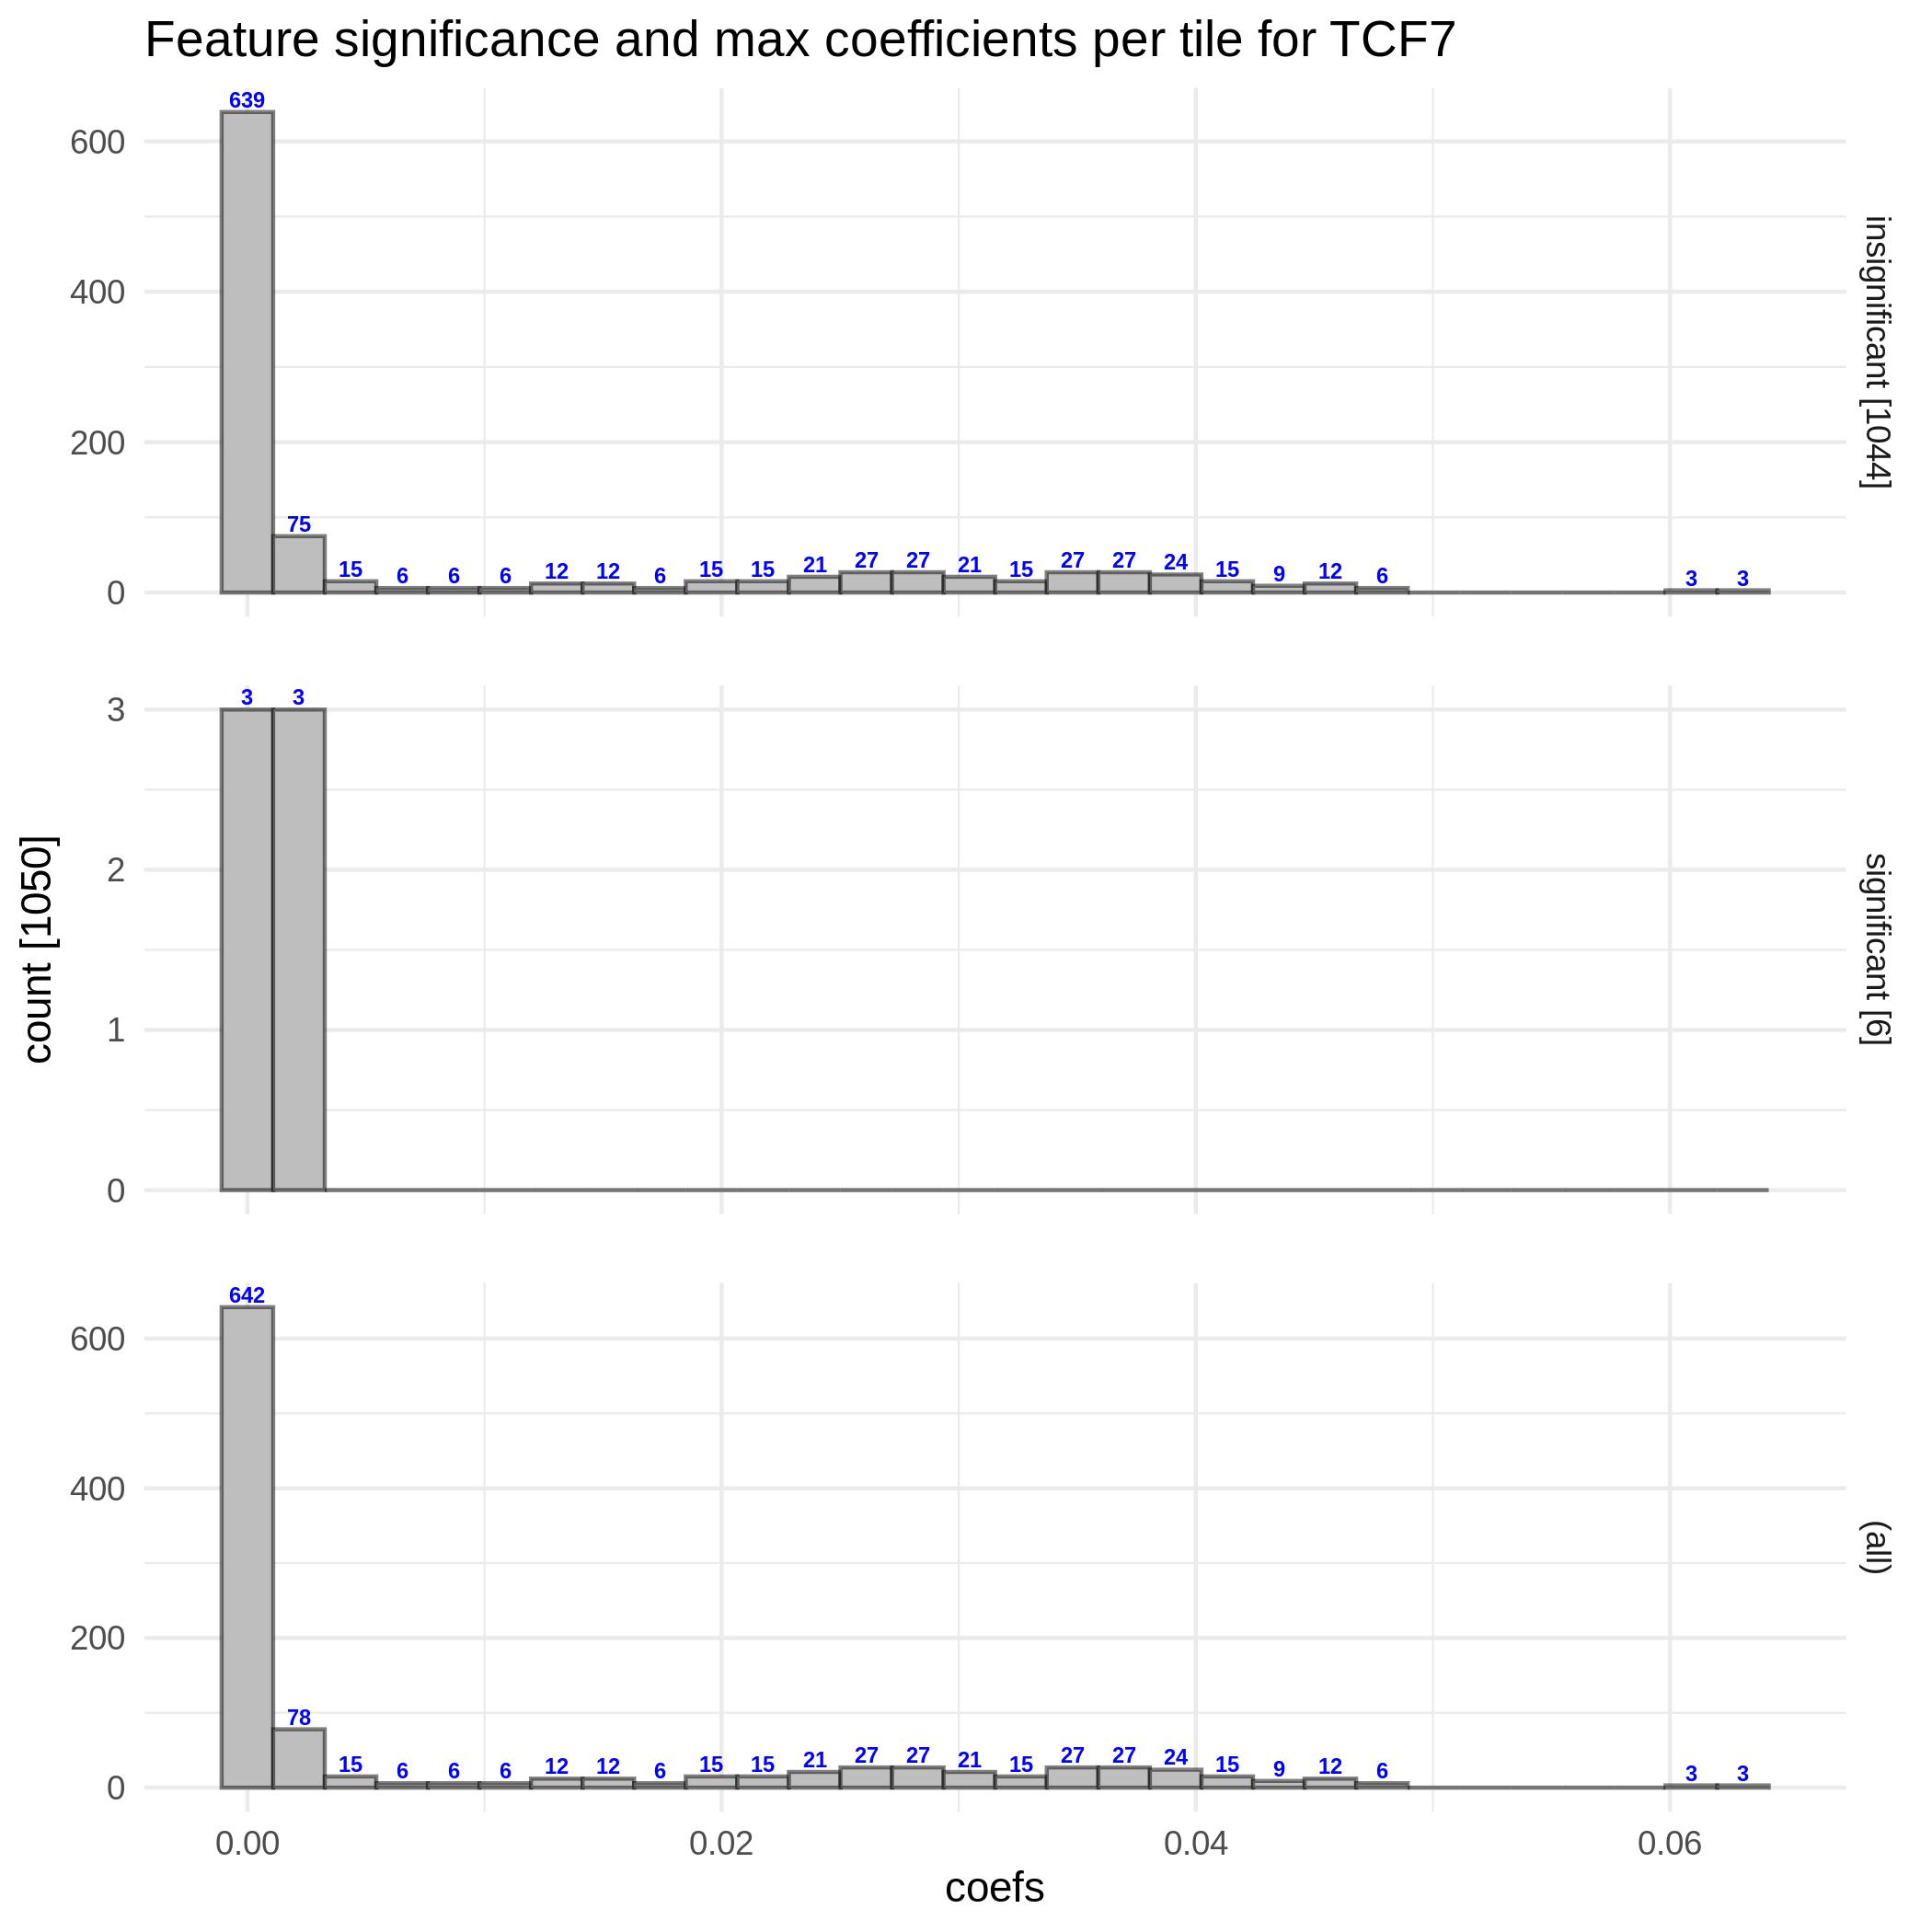 Feature significance and max coefficients per tile for TCF7
639
600
400
200
75
15 6 6 6 12 12 6 15 15 21 27 27 21 15 27 27 24 15 9 12 6 3 3
0
insignificant [1044]
3 3
3
2
1
0
significant [6]
count [1050]
642
600
400
200
78
15 6 6 6 12 12 6 15 15 21 27 27 21 15 27 27 24 15 9 12 6 3 3
0
(all)
0.00 0.02 0.04 0.06
coefs